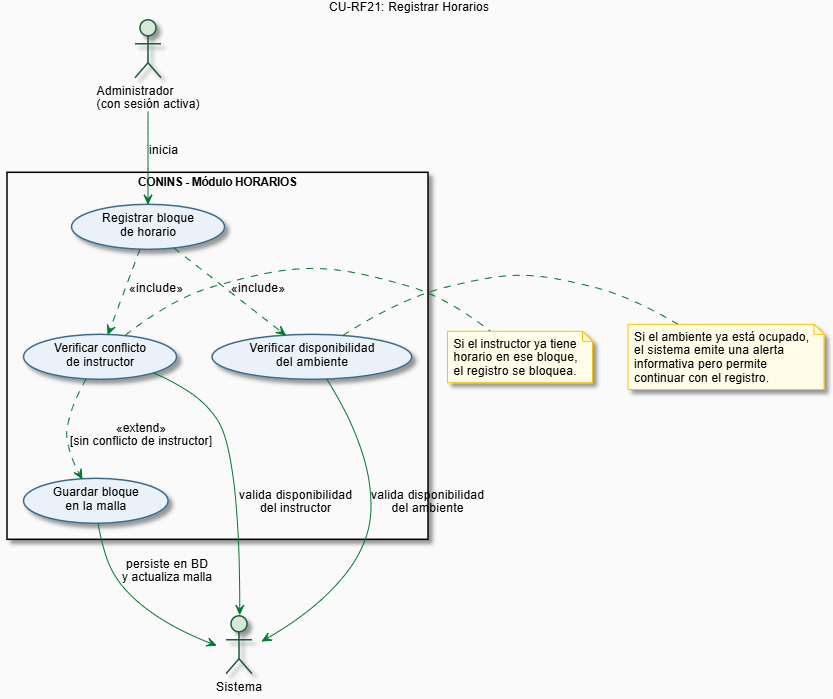 CU-RF21: Registrar Horarios
Administrador
(con sesión activa)
inicia
CONINS - Módulo HORARIOS
Registrar bloque
de horario
«include»
«include»
Verificar conflicto
de instructor
Verificar disponibilidad
del ambiente
Si el instructor ya tiene
horario en ese bloque,
el registro se bloquea.
Si el ambiente ya está ocupado,
el sistema emite una alerta
informativa pero permite
continuar con el registro.
«extend»
[sin conflicto de instructor]
Guardar bloque
en la malla
valida disponibilidad
del instructor
valida disponibilidad
del ambiente
persiste en BD
y actualiza malla
Sistema